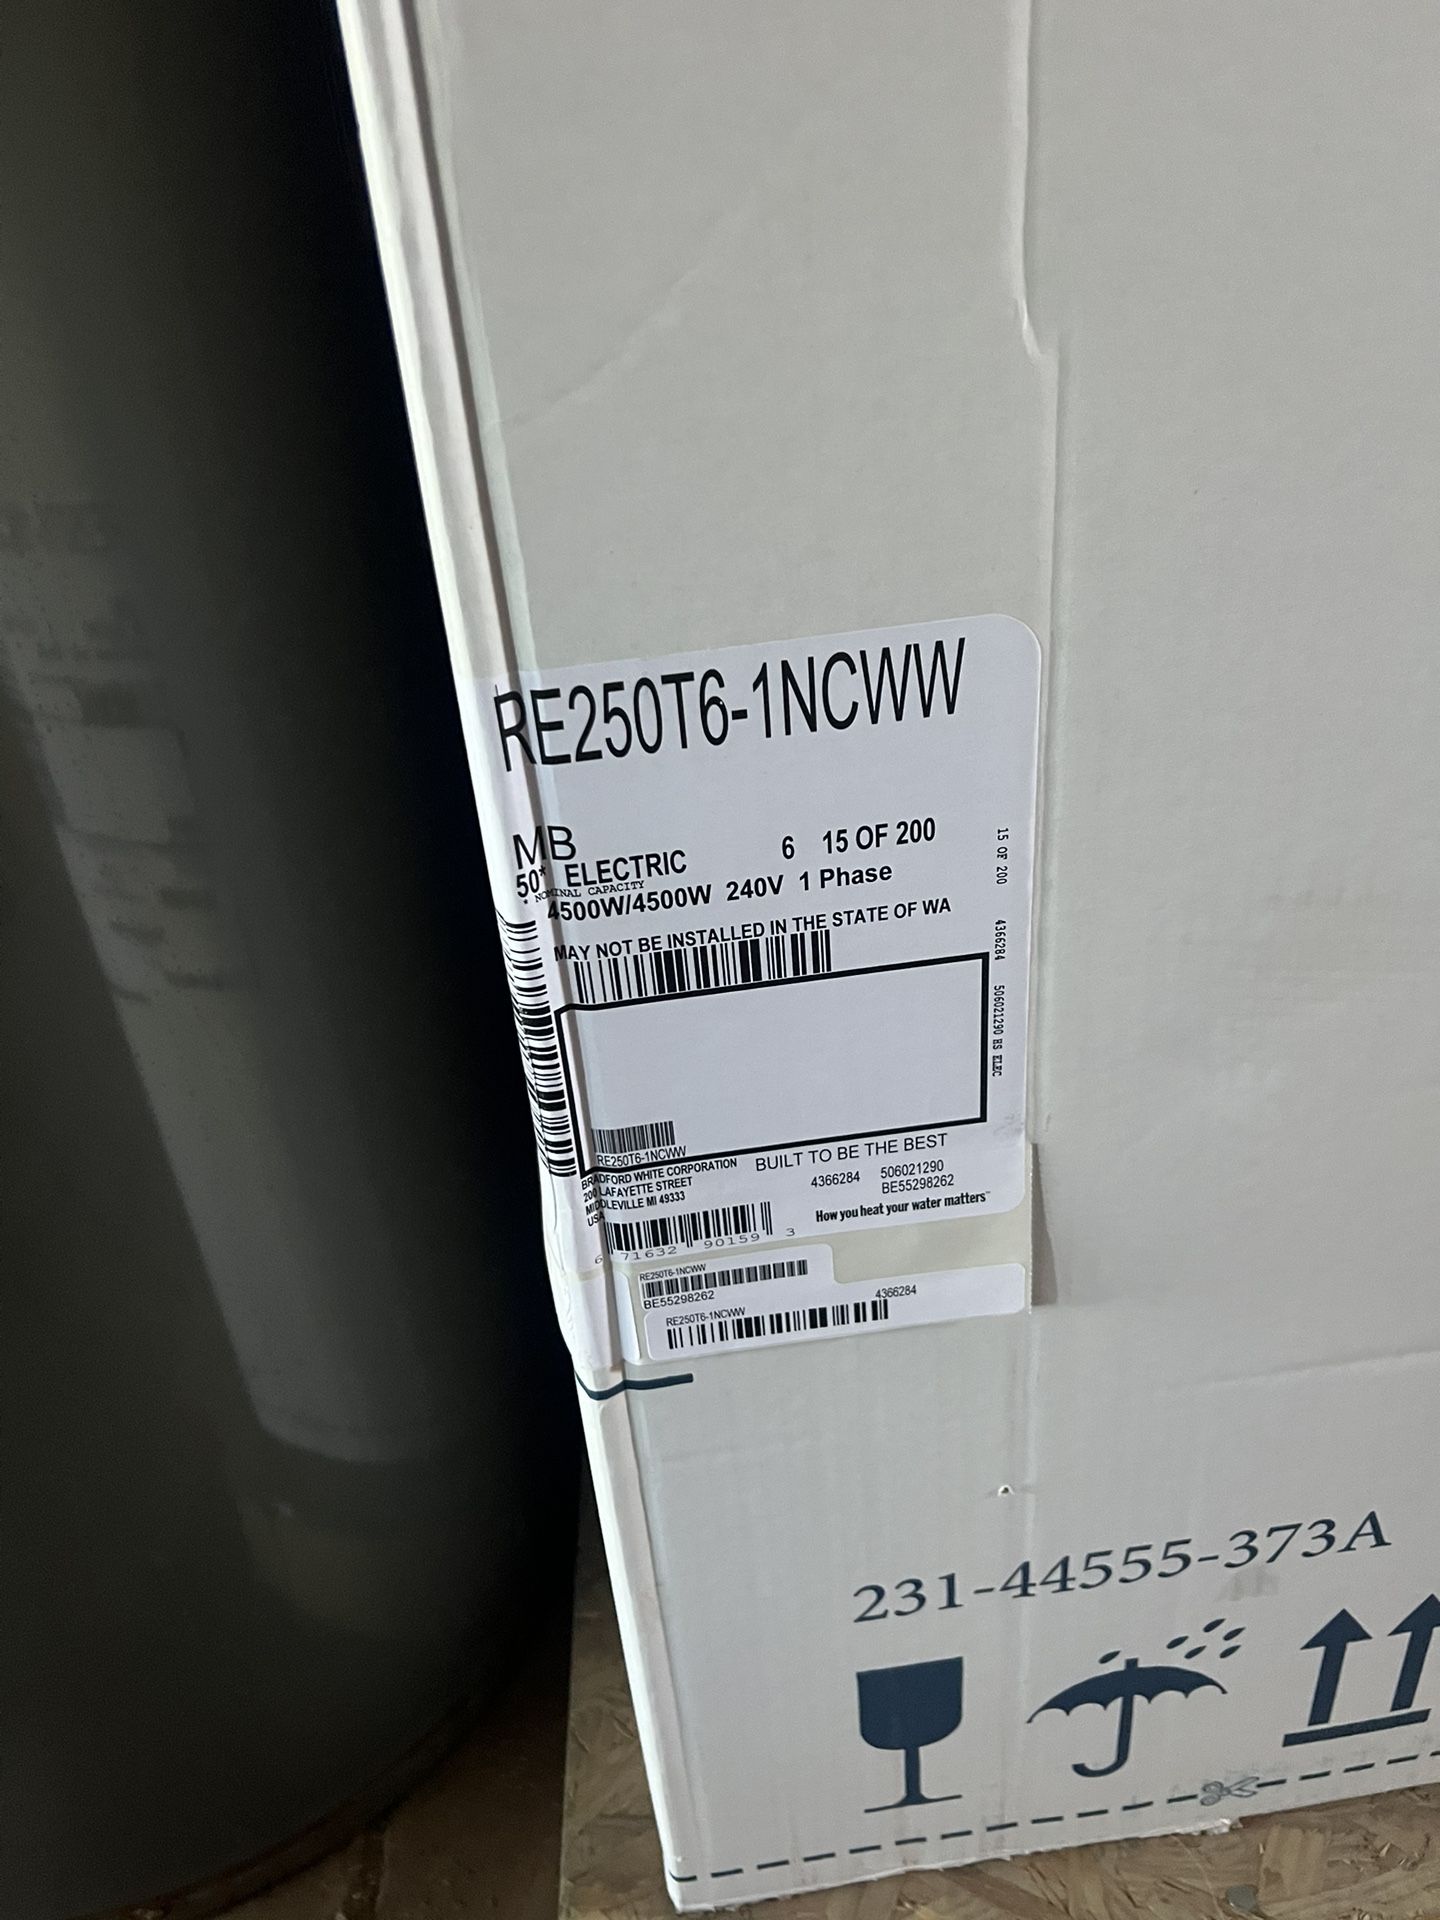 RE250T6-1NCWW
MB 6 15 OF 200
50* ELECTRIC
* NOMINAL CAPACITY
4500W/4500W 240V 1 Phase
MAY NOT BE INSTALLED IN THE STATE OF WA
15 OF 200 4366284 506021290 HS ELEC
RE250T6-1NCWW
BRADFORD WHITE CORPORATION
200 LAFAYETTE STREET
MIDDLEVILLE MI 49333
USA
BUILT TO BE THE BEST
4366284 506021290
BE55298262
How you heat your water matters™
6 71632 90159 3
RE250T6-1NCWW
BE55298262
RE250T6-1NCWW 4366284
231-44555-373A